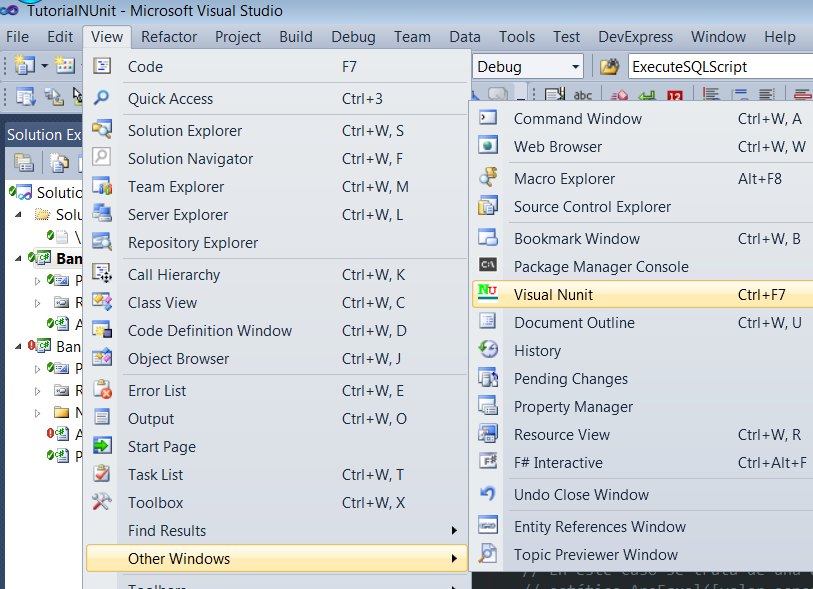 TutorialNUnit - Microsoft Visual Studio
File Edit View Refactor Project Build Debug Team Data Tools Test DevExpress Window Help
Debug ExecuteSQLScript
abc 12
Solution Ex
Solutio
Solu
\
Ban
P
R
A
Ban
P
R
N
A
P
Code F7
Quick Access Ctrl+3
Solution Explorer Ctrl+W, S
Solution Navigator Ctrl+W, F
Team Explorer Ctrl+W, M
Server Explorer Ctrl+W, L
Repository Explorer
Call Hierarchy Ctrl+W, K
Class View Ctrl+W, C
Code Definition Window Ctrl+W, D
Object Browser Ctrl+W, J
Error List Ctrl+W, E
Output Ctrl+W, O
Start Page
Task List Ctrl+W, T
Toolbox Ctrl+W, X
Find Results
Other Windows
Toolbars
Command Window Ctrl+W, A
Web Browser Ctrl+W, W
Macro Explorer Alt+F8
Source Control Explorer
Bookmark Window Ctrl+W, B
Package Manager Console
NU Visual Nunit Ctrl+F7
Document Outline Ctrl+W, U
History
Pending Changes
Property Manager
Resource View Ctrl+W, R
F# F# Interactive Ctrl+Alt+F
Undo Close Window
Entity References Window
Topic Previewer Window
// En este caso se trata de una